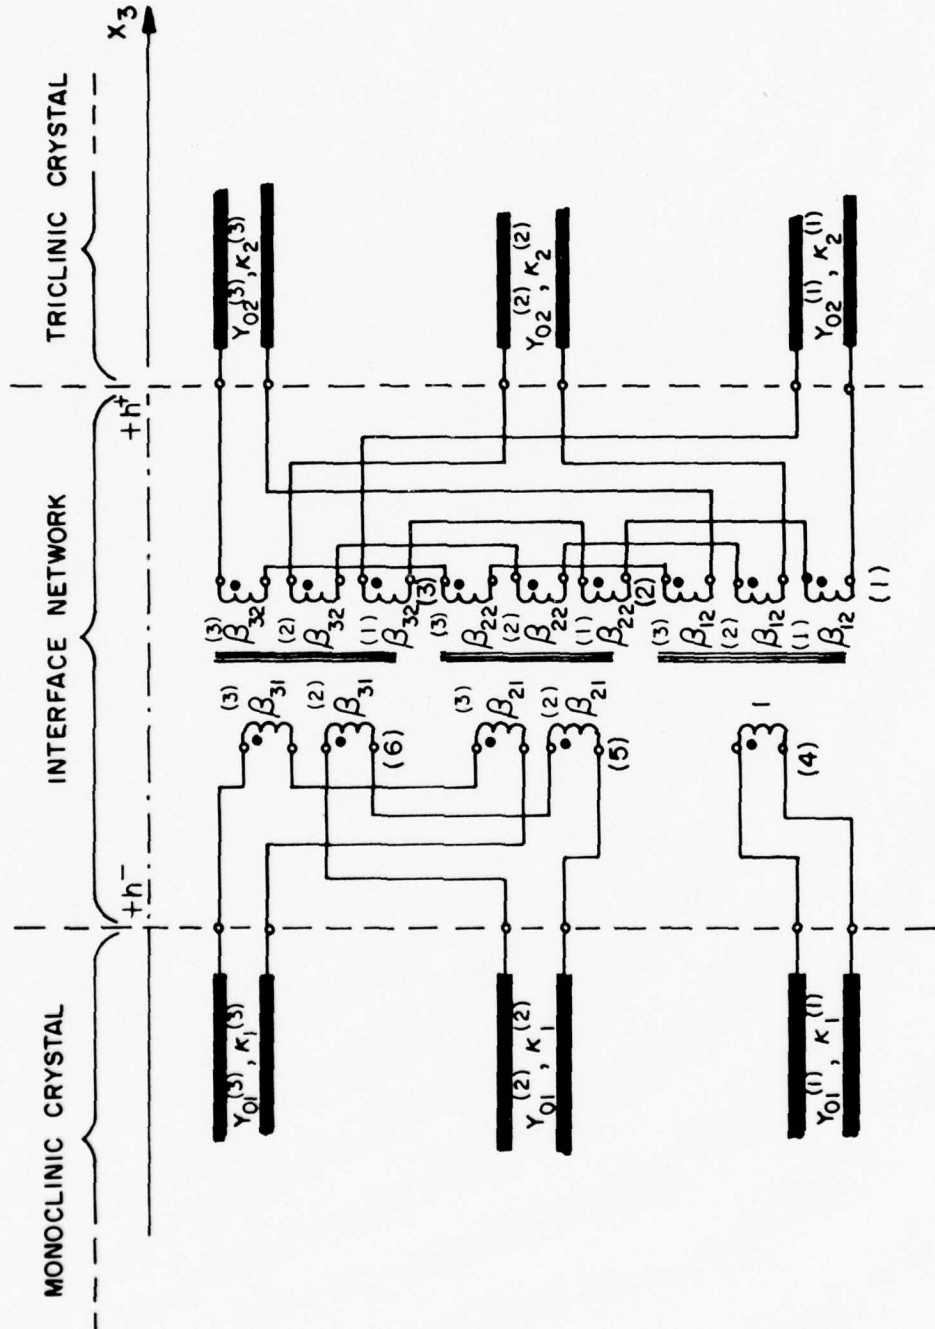 MONOCLINIC CRYSTAL
INTERFACE NETWORK
TRICLINIC CRYSTAL
+h⁻
+h⁺
X₃
Y₀₁⁽³⁾, κ₁⁽³⁾
(3) β₃₁
(2) β₃₁
(6)
(3) β₃₂
(2) β₃₂
(1) β₃₂
(3)
Y₀₂⁽³⁾, κ₂⁽³⁾
Y₀₁⁽²⁾, κ₁⁽²⁾
(3) β₂₁
(2) β₂₁
(5)
(3) β₂₂
(2) β₂₂
(1) β₂₂
(2)
Y₀₂⁽²⁾, κ₂⁽²⁾
Y₀₁⁽¹⁾, κ₁⁽¹⁾
1
(4)
(3) β₁₂
(2) β₁₂
(1) β₁₂
(1)
Y₀₂⁽¹⁾, κ₂⁽¹⁾